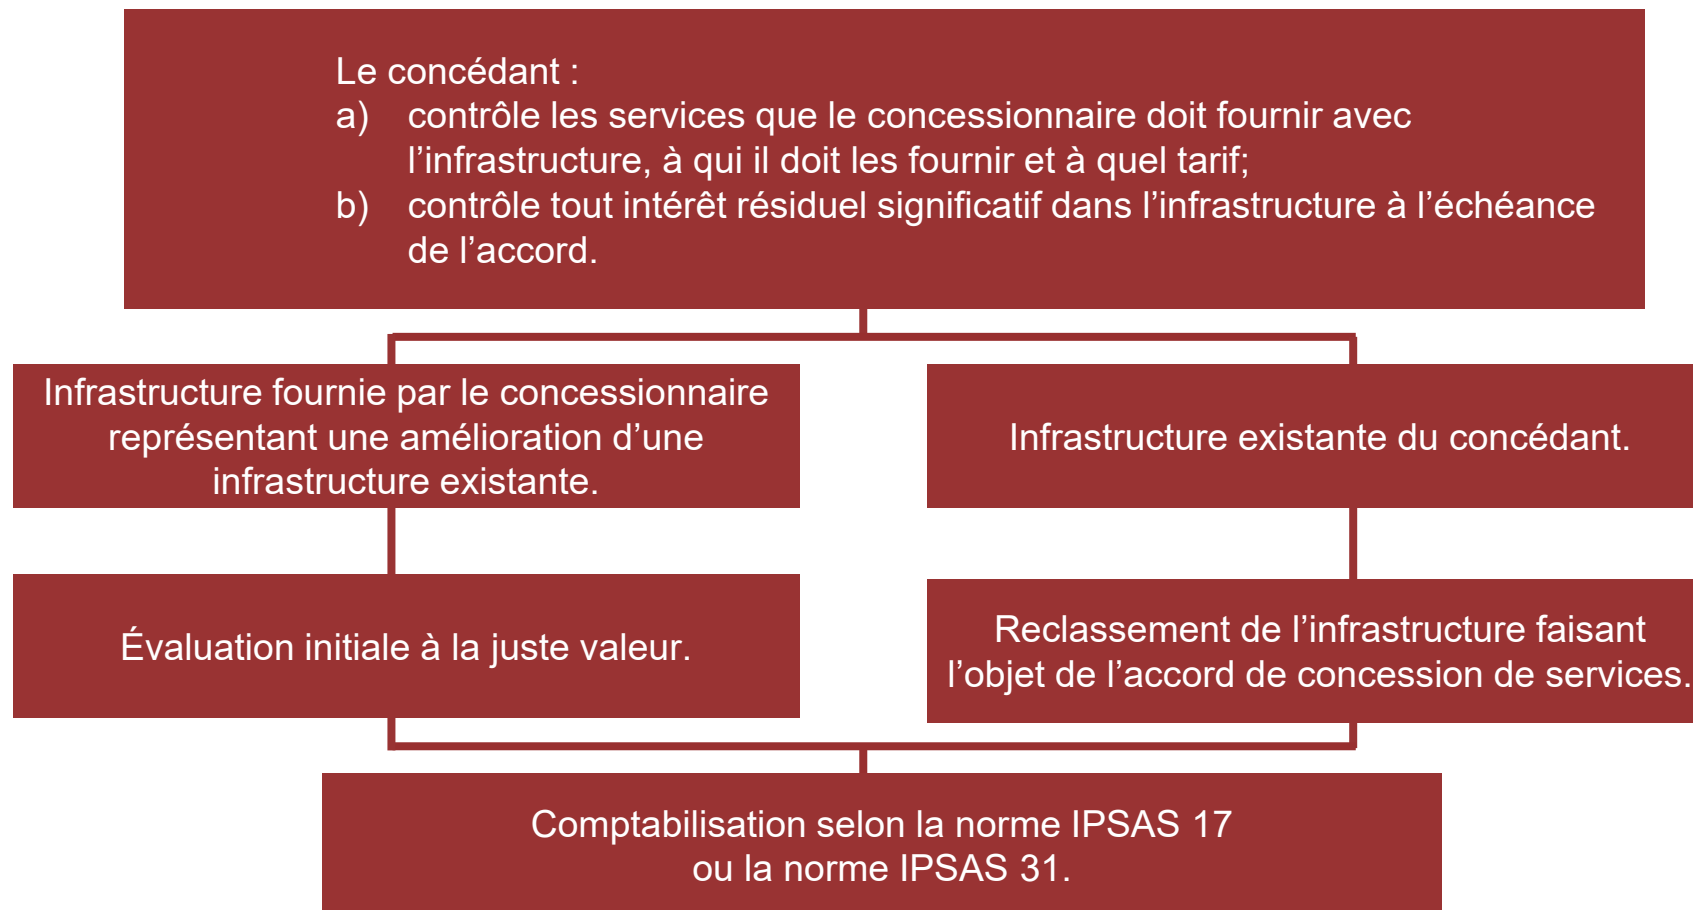 Le concédant :
a) contrôle les services que le concessionnaire doit fournir avec
l’infrastructure, à qui il doit les fournir et à quel tarif;
b) contrôle tout intérêt résiduel significatif dans l’infrastructure à l’échéance
de l’accord.
Infrastructure fournie par le concessionnaire
représentant une amélioration d’une
infrastructure existante.
Infrastructure existante du concédant.
Évaluation initiale à la juste valeur.
Reclassement de l’infrastructure faisant
l’objet de l’accord de concession de services.
Comptabilisation selon la norme IPSAS 17
ou la norme IPSAS 31.